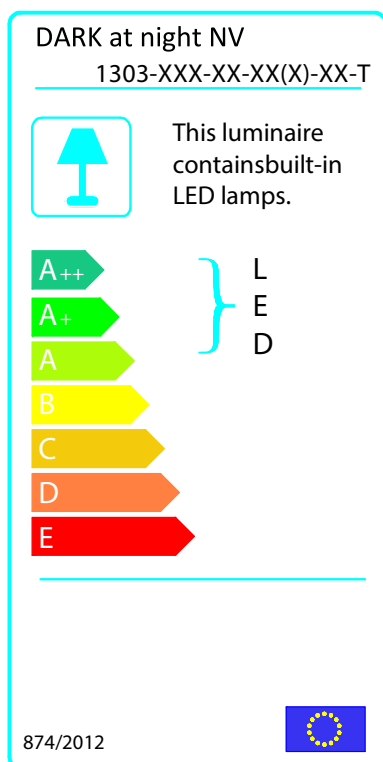 DARK at night NV
1303-XXX-XX-XX(X)-XX-T
This luminaire
containsbuilt-in
LED lamps.
A++
A+
A
B
C
D
E
L
E
D
874/2012